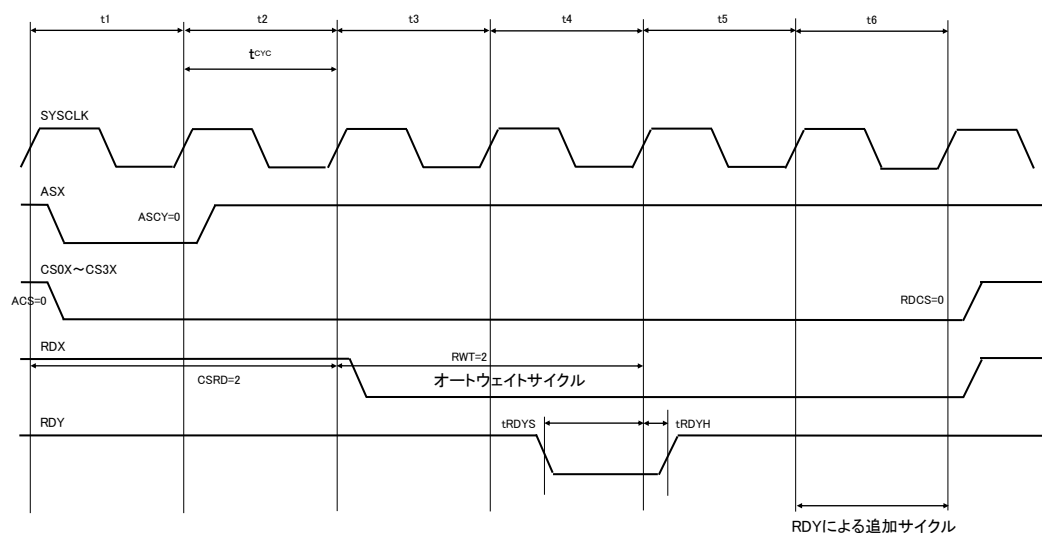 t1 t2 t3 t4 t5 t6
tCYC
SYSCLK
ASX
ASCY=0
CS0X～CS3X
ACS=0
RDCS=0
RDX
RWT=2
CSRD=2
オートウェイトサイクル
RDY
tRDYS
tRDYH
RDYによる追加サイクル